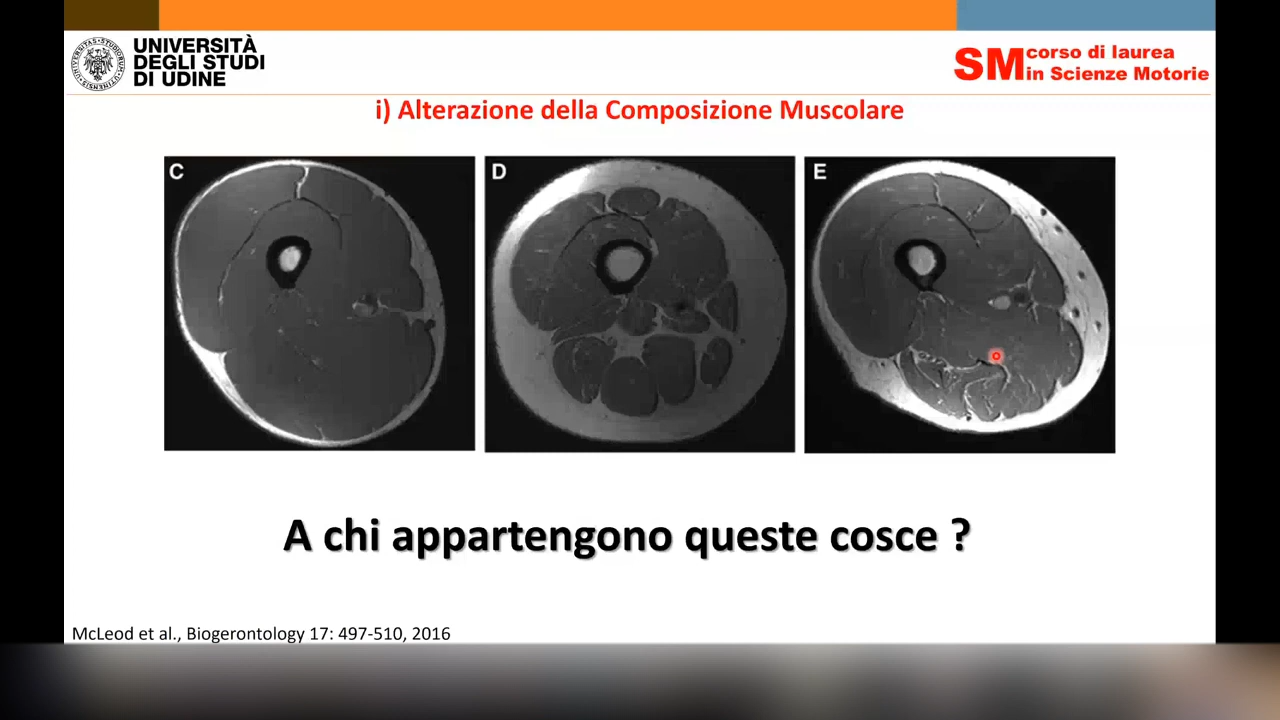 UNIVERSITÀ
DEGLI STUDI
DI UDINE
SM corso di laurea
in Scienze Motorie
i) Alterazione della Composizione Muscolare
C
D
E
A chi appartengono queste cosce ?
McLeod et al., Biogerontology 17: 497-510, 2016